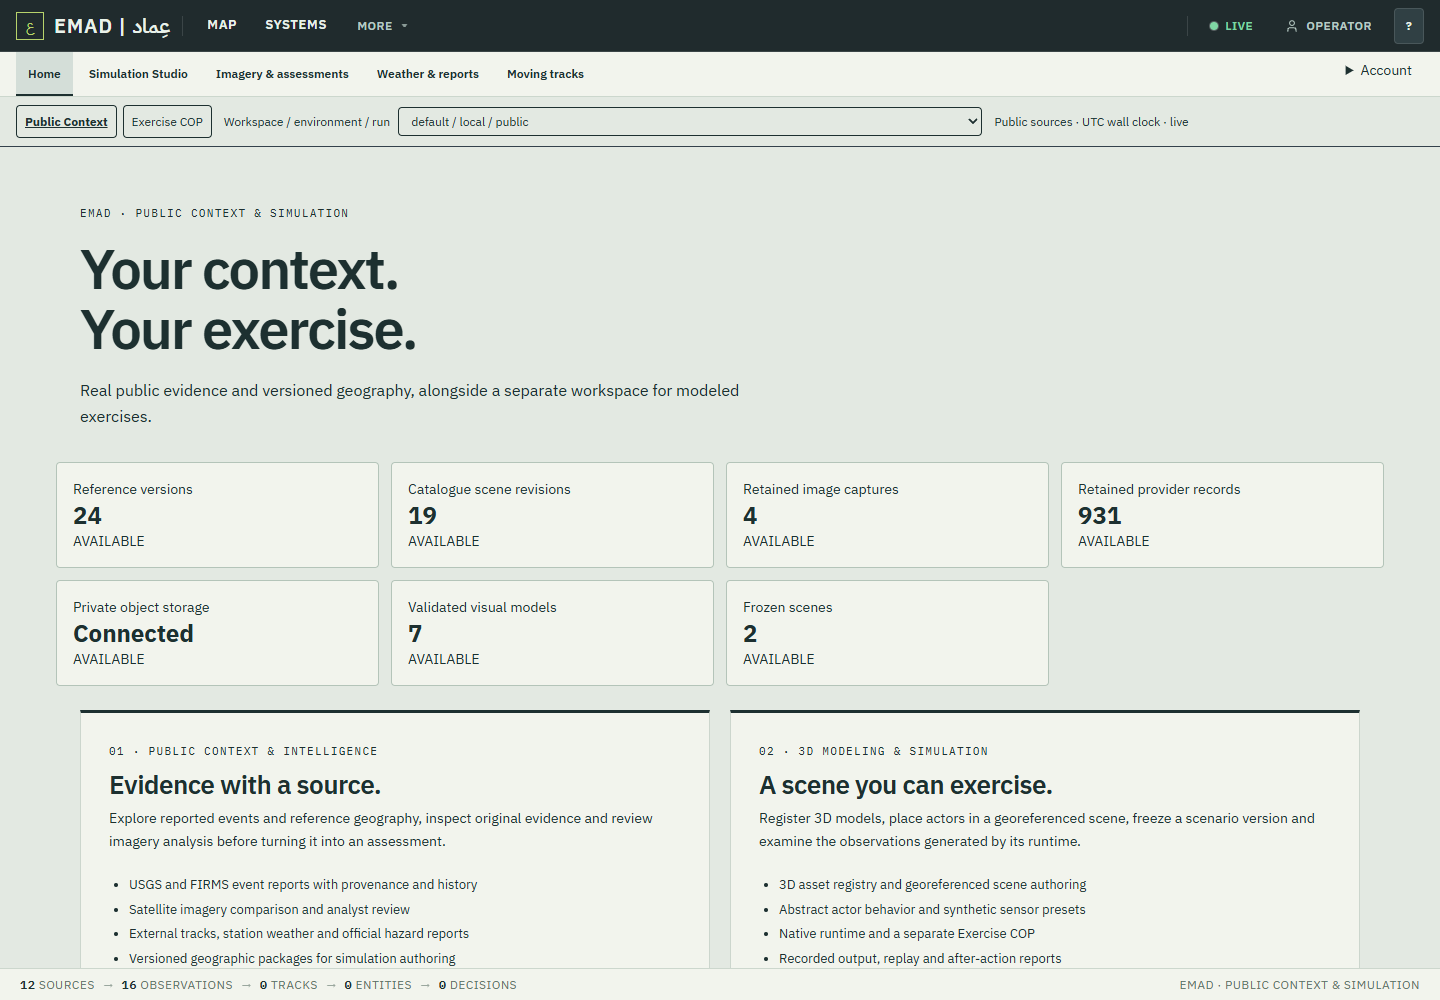 ع EMAD | عِماد MAP SYSTEMS MORE LIVE OPERATOR ?
Home Simulation Studio Imagery & assessments Weather & reports Moving tracks Account
Public Context Exercise COP Workspace / environment / run default / local / public Public sources · UTC wall clock · live
EMAD · PUBLIC CONTEXT & SIMULATION
Your context.
Your exercise.
Real public evidence and versioned geography, alongside a separate workspace for modeled
exercises.
Reference versions
24
AVAILABLE
Catalogue scene revisions
19
AVAILABLE
Retained image captures
4
AVAILABLE
Retained provider records
931
AVAILABLE
Private object storage
Connected
AVAILABLE
Validated visual models
7
AVAILABLE
Frozen scenes
2
AVAILABLE
01 · PUBLIC CONTEXT & INTELLIGENCE
Evidence with a source.
Explore reported events and reference geography, inspect original evidence and review
imagery analysis before turning it into an assessment.
• USGS and FIRMS event reports with provenance and history
• Satellite imagery comparison and analyst review
• External tracks, station weather and official hazard reports
• Versioned geographic packages for simulation authoring
02 · 3D MODELING & SIMULATION
A scene you can exercise.
Register 3D models, place actors in a georeferenced scene, freeze a scenario version and
examine the observations generated by its runtime.
• 3D asset registry and georeferenced scene authoring
• Abstract actor behavior and synthetic sensor presets
• Native runtime and a separate Exercise COP
• Recorded output, replay and after-action reports
12 SOURCES → 16 OBSERVATIONS → 0 TRACKS → 0 ENTITIES → 0 DECISIONS EMAD · PUBLIC CONTEXT & SIMULATION